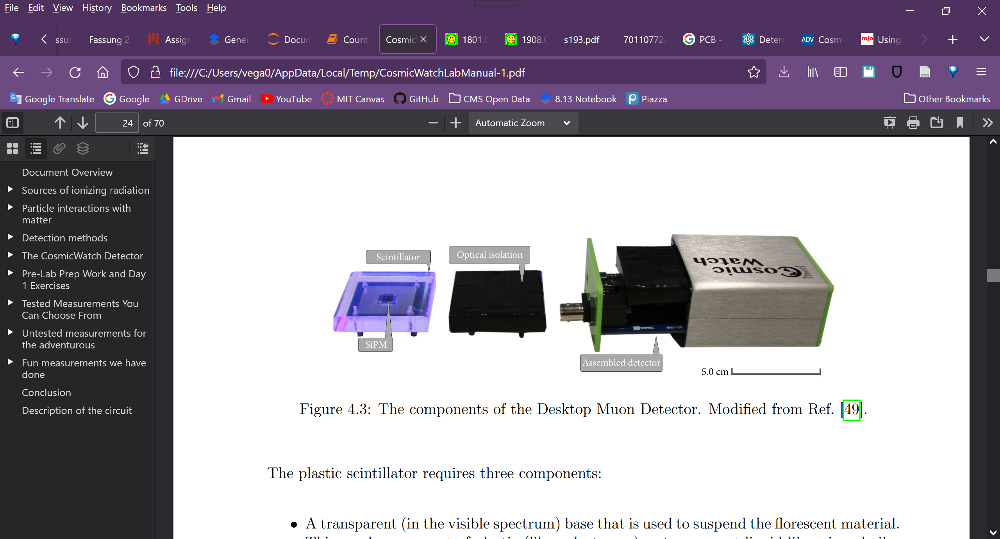 File Edit View History Bookmarks Tools Help
Fassung 2
Assign
Gener
Docum
Count
Cosmic
1801.0
1908.0
s193.pdf
70110772
PCB -
Deter
ADV Cosmi
mjo Using
file:///C:/Users/vega0/AppData/Local/Temp/CosmicWatchLabManual-1.pdf
Google Translate Google GDrive Gmail YouTube MIT Canvas GitHub CMS Open Data 8.13 Notebook Piazza Other Bookmarks
24 of 70 Automatic Zoom
Document Overview
Sources of ionizing radiation
Particle interactions with
matter
Detection methods
The CosmicWatch Detector
Pre-Lab Prep Work and Day
1 Exercises
Tested Measurements You
Can Choose From
Untested measurements for
the adventurous
Fun measurements we have
done
Conclusion
Description of the circuit
Scintillator
Optical isolation
SiPM
Cosmic
Watch
WIPAC sensL
Assembled detector
5.0 cm
Figure 4.3: The components of the Desktop Muon Detector. Modified from Ref. [49].
The plastic scintillator requires three components:
• A transparent (in the visible spectrum) base that is used to suspend the florescent material.